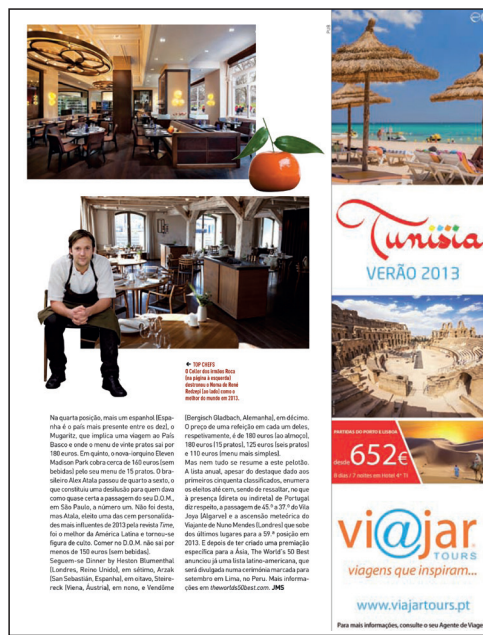 PUB
← TOP CHEFS
O Celler dos irmãos Roca
(na página à esquerda)
destronou o Noma de René
Redzepi (ao lado) como o
melhor do mundo em 2013.
Na quarta posição, mais um espanhol (Espa-
nha é o país mais presente entre os dez), o
Mugaritz, que implica uma viagem ao País
Basco e onde o menu de vinte pratos sai por
180 euros. Em quinto, o nova-iorquino Eleven
Madison Park cobra cerca de 160 euros (sem
bebidas) pelo seu menu de 15 pratos. O bra-
sileiro Alex Atala passou de quarto a sexto, o
que constituiu uma desilusão para quem dava
como quase certa a passagem do seu D.O.M.,
em São Paulo, a número um. Não foi desta,
mas Atala, eleito uma das cem personalida-
des mais influentes de 2013 pela revista Time,
foi o melhor da América Latina e tornou-se
figura de culto. Comer no D.O.M. não sai por
menos de 150 euros (sem bebidas).
Seguem-se Dinner by Heston Blumenthal
(Londres, Reino Unido), em sétimo, Arzak
(San Sebastián, Espanha), em oitavo, Steire-
reck (Viena, Áustria), em nono, e Vendôme
(Bergisch Gladbach, Alemanha), em décimo.
O preço de uma refeição em cada um deles,
respetivamente, é de 180 euros (ao almoço),
180 euros (15 pratos), 125 euros (seis pratos)
e 110 euros (menu mais simples).
Mas nem tudo se resume a este pelotão.
A lista anual, apesar do destaque dado aos
primeiros cinquenta classificados, enumera
os eleitos até cem, sendo de ressaltar, no que
à presença (direta ou indireta) de Portugal
diz respeito, a passagem de 45.º a 37.º do Vila
Joya (Algarve) e a ascensão meteórica do
Viajante de Nuno Mendes (Londres) que sobe
dos últimos lugares para a 59.ª posição em
2013. E depois de ter criado uma premiação
específica para a Ásia, The World's 50 Best
anunciou já uma lista latino-americana, que
será divulgada numa cerimónia marcada para
setembro em Lima, no Peru. Mais informa-
ções em theworlds50best.com. JMS
Tunísia
VERÃO 2013
PARTIDAS DO PORTO E LISBOA
desde 652€
8 dias / 7 noites em Hotel 4* TI
vi@jar
TOURS
viagens que inspiram...
www.viajartours.pt
Para mais informações, consulte o seu Agente de Viage